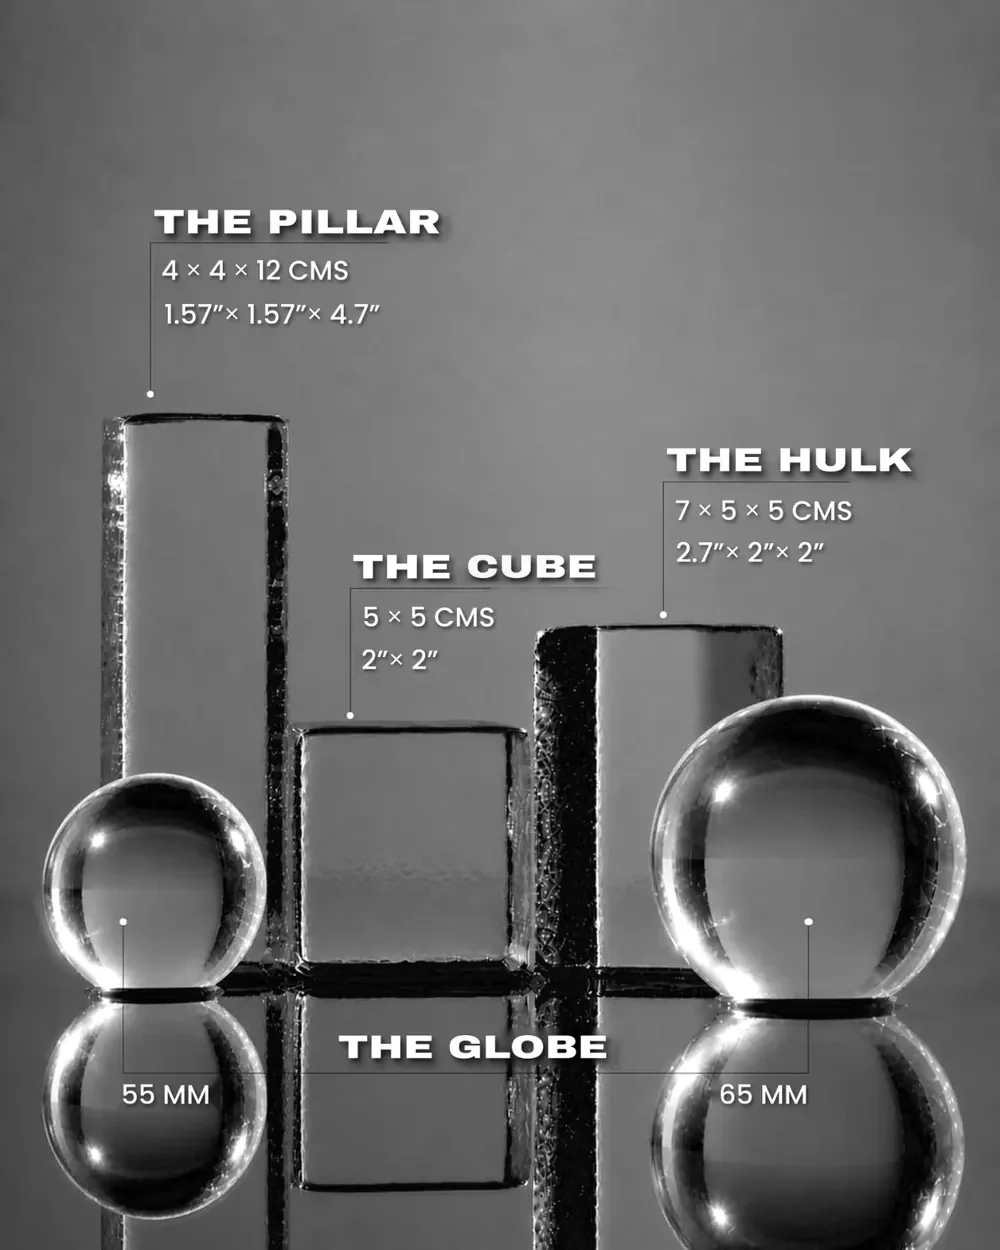 THE PILLAR
4 × 4 × 12 CMS
1.57”× 1.57”× 4.7”
THE HULK
7 × 5 × 5 CMS
2.7”× 2”× 2”
THE CUBE
5 × 5 CMS
2”× 2”
THE GLOBE
55 MM
65 MM